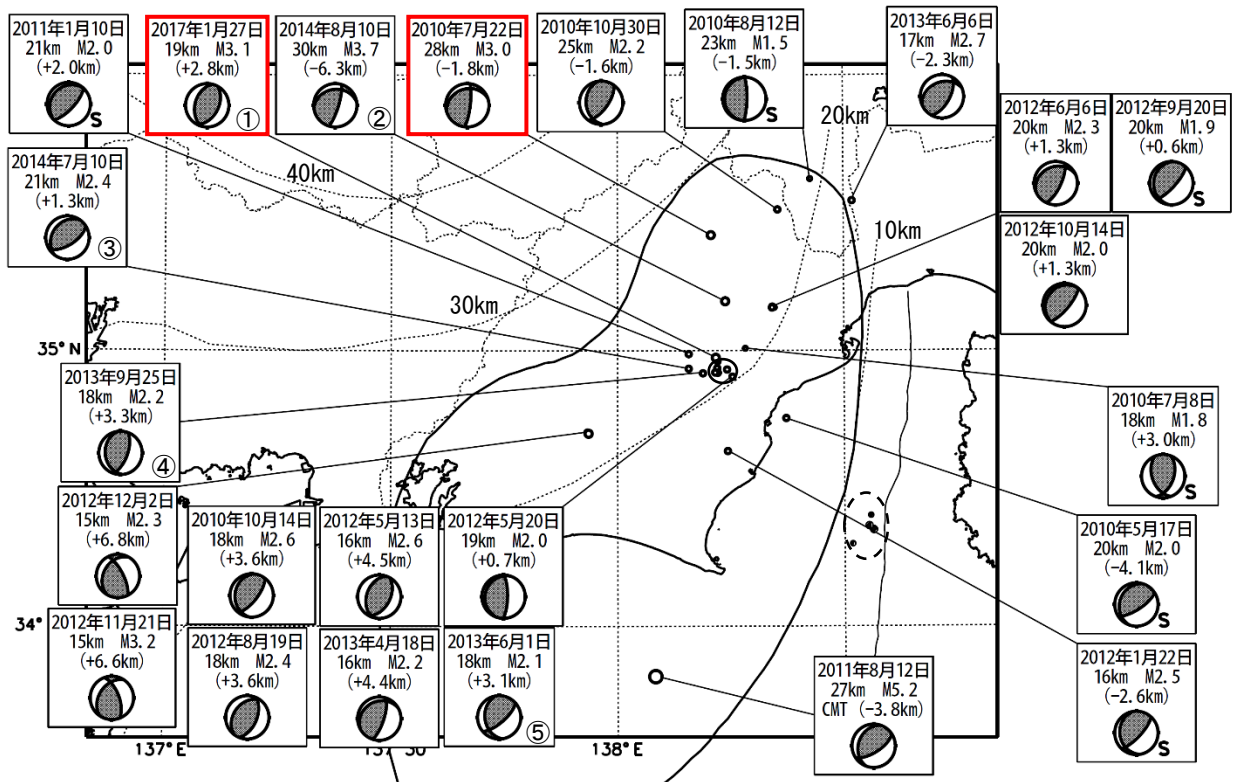 2011年1月10日
21km M2.0
(+2.0km)
S
2017年1月27日
19km M3.1
(+2.8km)
①
2014年8月10日
30km M3.7
(-6.3km)
②
2010年7月22日
28km M3.0
(-1.8km)
2010年10月30日
25km M2.2
(-1.6km)
2010年8月12日
23km M1.5
(-1.5km)
S
2013年6月6日
17km M2.7
(-2.3km)
2012年6月6日
20km M2.3
(+1.3km)
2012年9月20日
20km M1.9
(+0.6km)
S
2014年7月10日
21km M2.4
(+1.3km)
③
2012年10月14日
20km M2.0
(+1.3km)
40km
20km
10km
30km
35°N
2013年9月25日
18km M2.2
(+3.3km)
④
2010年7月8日
18km M1.8
(+3.0km)
S
2012年12月2日
15km M2.3
(+6.8km)
2010年10月14日
18km M2.6
(+3.6km)
2012年5月13日
16km M2.6
(+4.5km)
2012年5月20日
19km M2.0
(+0.7km)
2010年5月17日
20km M2.0
(-4.1km)
S
34°
2012年11月21日
15km M3.2
(+6.6km)
2012年8月19日
18km M2.4
(+3.6km)
2013年4月18日
16km M2.2
(+4.4km)
2013年6月1日
18km M2.1
(+3.1km)
⑤
2011年8月12日
27km M5.2
CMT (-3.8km)
2012年1月22日
16km M2.5
(-2.6km)
S
137°E
30'
138°E